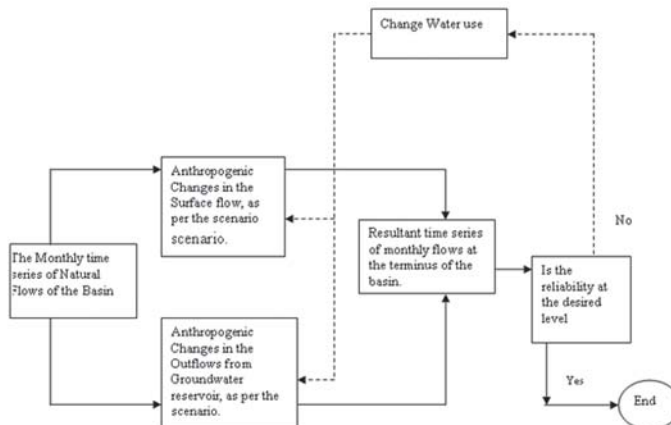 Change Water use
Anthropogenic
Changes in the
Surface flow, as
per the scenario
scenario.
The Monthly time
series of Natural
Flows of the Basin
Resultant time series
of monthly flows at
the terminus of the
basin.
No
Is the
reliability at
the desired
level
Anthropogenic
Changes in the
Outflows from
Groundwater
reservoir, as per the
scenario.
Yes
End